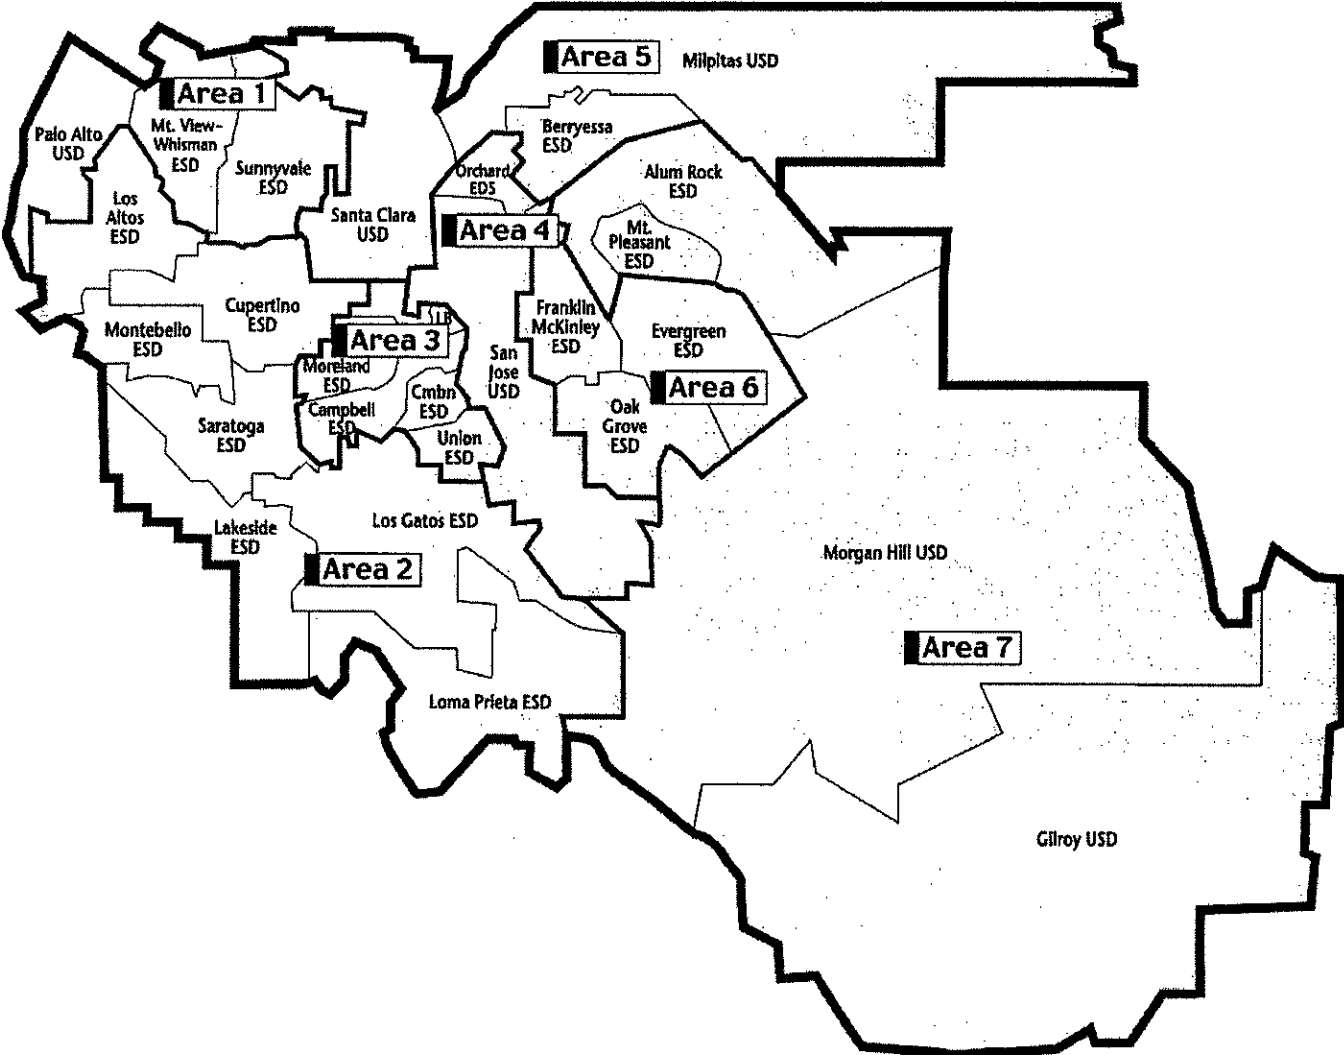 Area 5
Milpitas USD
Area 1
Palo Alto
USD
Mt. View-
Whisman
ESD
Sunnyvale
ESD
Berryessa
ESD
Orchard
EDS
Alum Rock
ESD
Los
Altos
ESD
Santa Clara
USD
Area 4
Mt.
Pleasant
ESD
Cupertino
ESD
Montebello
ESD
LB
Area 3
Franklin
McKinley
ESD
Evergreen
ESD
Moreland
ESD
San
Jose
USD
Area 6
Cmbn
ESD
Campbell
ESD
Oak
Grove
ESD
Saratoga
ESD
Union
ESD
Lakeside
ESD
Los Gatos ESD
Area 2
Morgan Hill USD
Area 7
Loma Prieta ESD
Gilroy USD